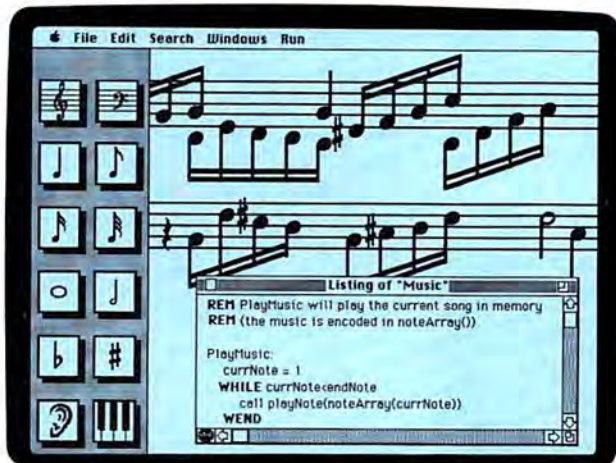 File Edit Search Windows Run
Listing of "Music"
REM PlayMusic will play the current song in memory
REM (the music is encoded in noteArray())
PlayMusic:
currNote = 1
WHILE currNote<endNote
call playNote(noteArray(currNote))
WEND